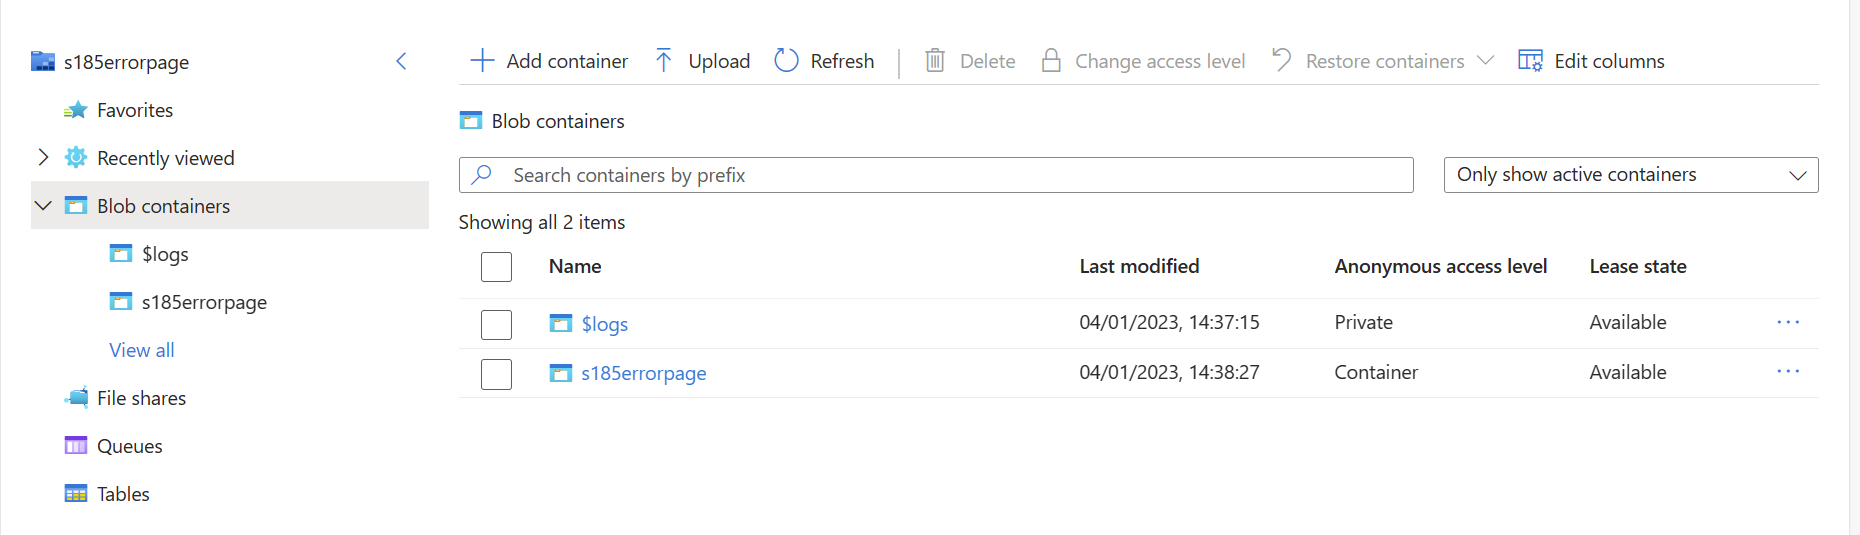 s185errorpage
Favorites
Recently viewed
Blob containers
$logs
s185errorpage
View all
File shares
Queues
Tables
Add container Upload Refresh Delete Change access level Restore containers Edit columns
Blob containers
Search containers by prefix Only show active containers
Showing all 2 items
Name Last modified Anonymous access level Lease state
$logs 04/01/2023, 14:37:15 Private Available ...
s185errorpage 04/01/2023, 14:38:27 Container Available ...